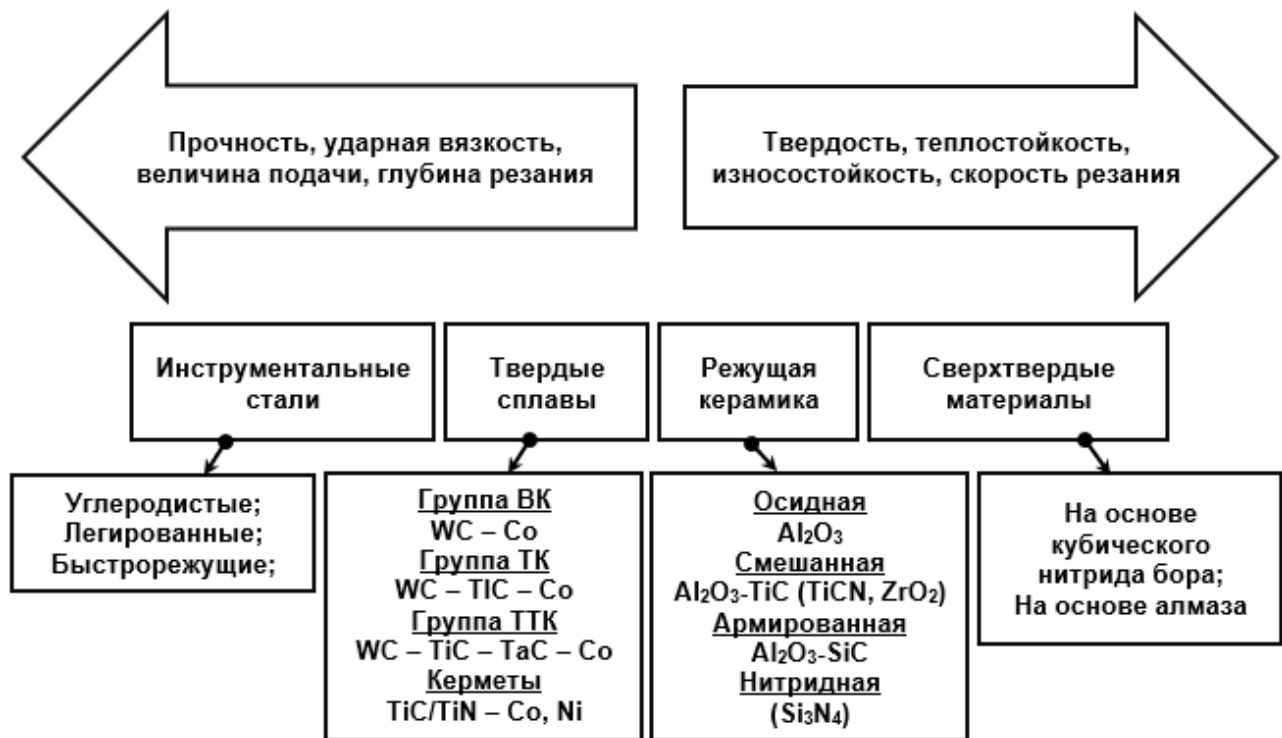 Прочность, ударная вязкость,
величина подачи, глубина резания
Твердость, теплостойкость,
износостойкость, скорость резания
Инструментальные
стали
Твердые
сплавы
Режущая
керамика
Сверхтвердые
материалы
Углеродистые;
Легированные;
Быстрорежущие;
Группа ВК
WC – Co
Группа ТК
WC – TIC – Co
Группа ТТК
WC – TiC – TaC – Co
Керметы
TiC/TiN – Co, Ni
Осидная
Al₂O₃
Смешанная
Al₂O₃-TiC (TiCN, ZrO₂)
Армированная
Al₂O₃-SiC
Нитридная
(Si₃N₄)
На основе
кубического
нитрида бора;
На основе алмаза